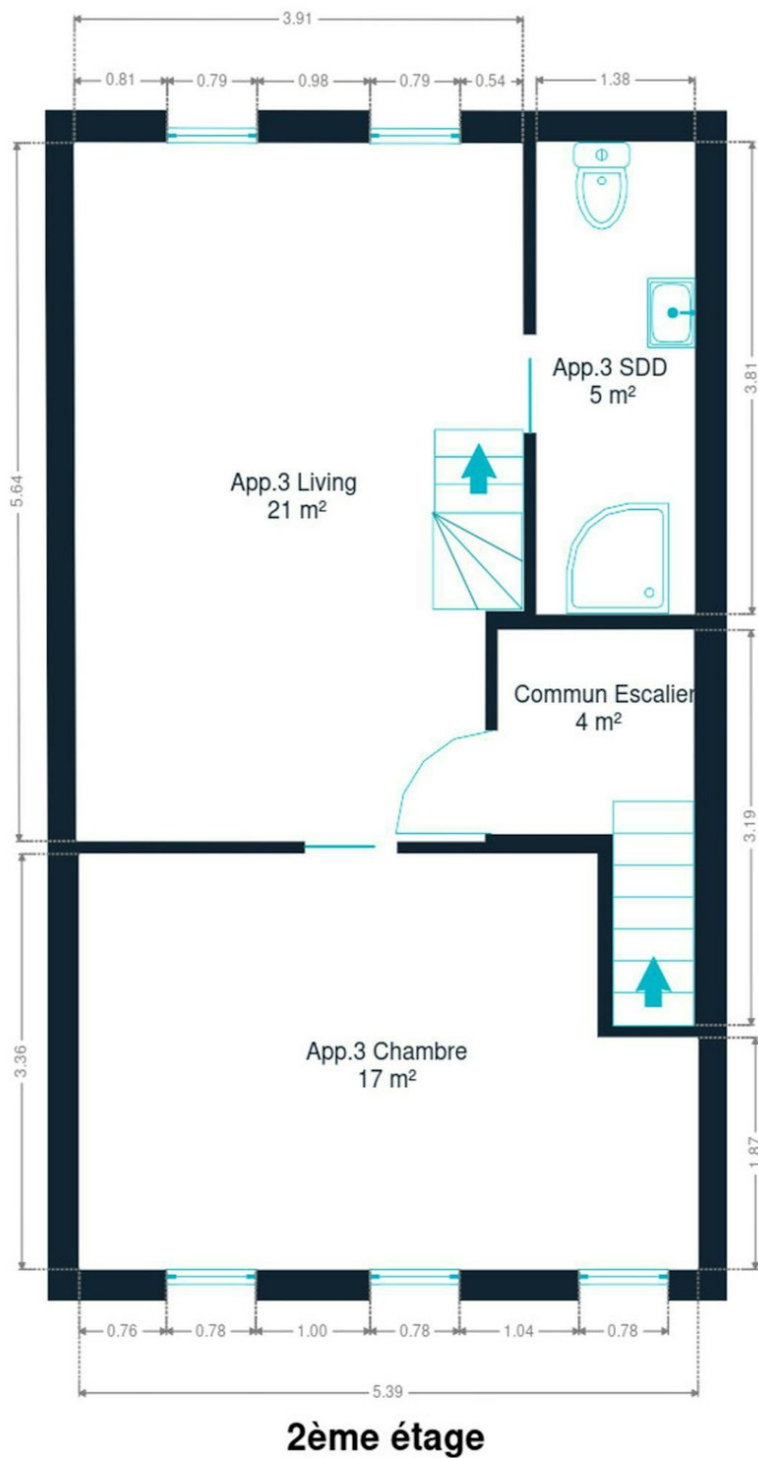 3.91
0.81 0.79 0.98 0.79 0.54 1.38
App.3 SDD
5 m²
3.81
5.64
App.3 Living
21 m²
Commun Escalier
4 m²
3.19
3.36
App.3 Chambre
17 m²
1.87
0.76 0.78 1.00 0.78 1.04 0.78
5.39
2ème étage